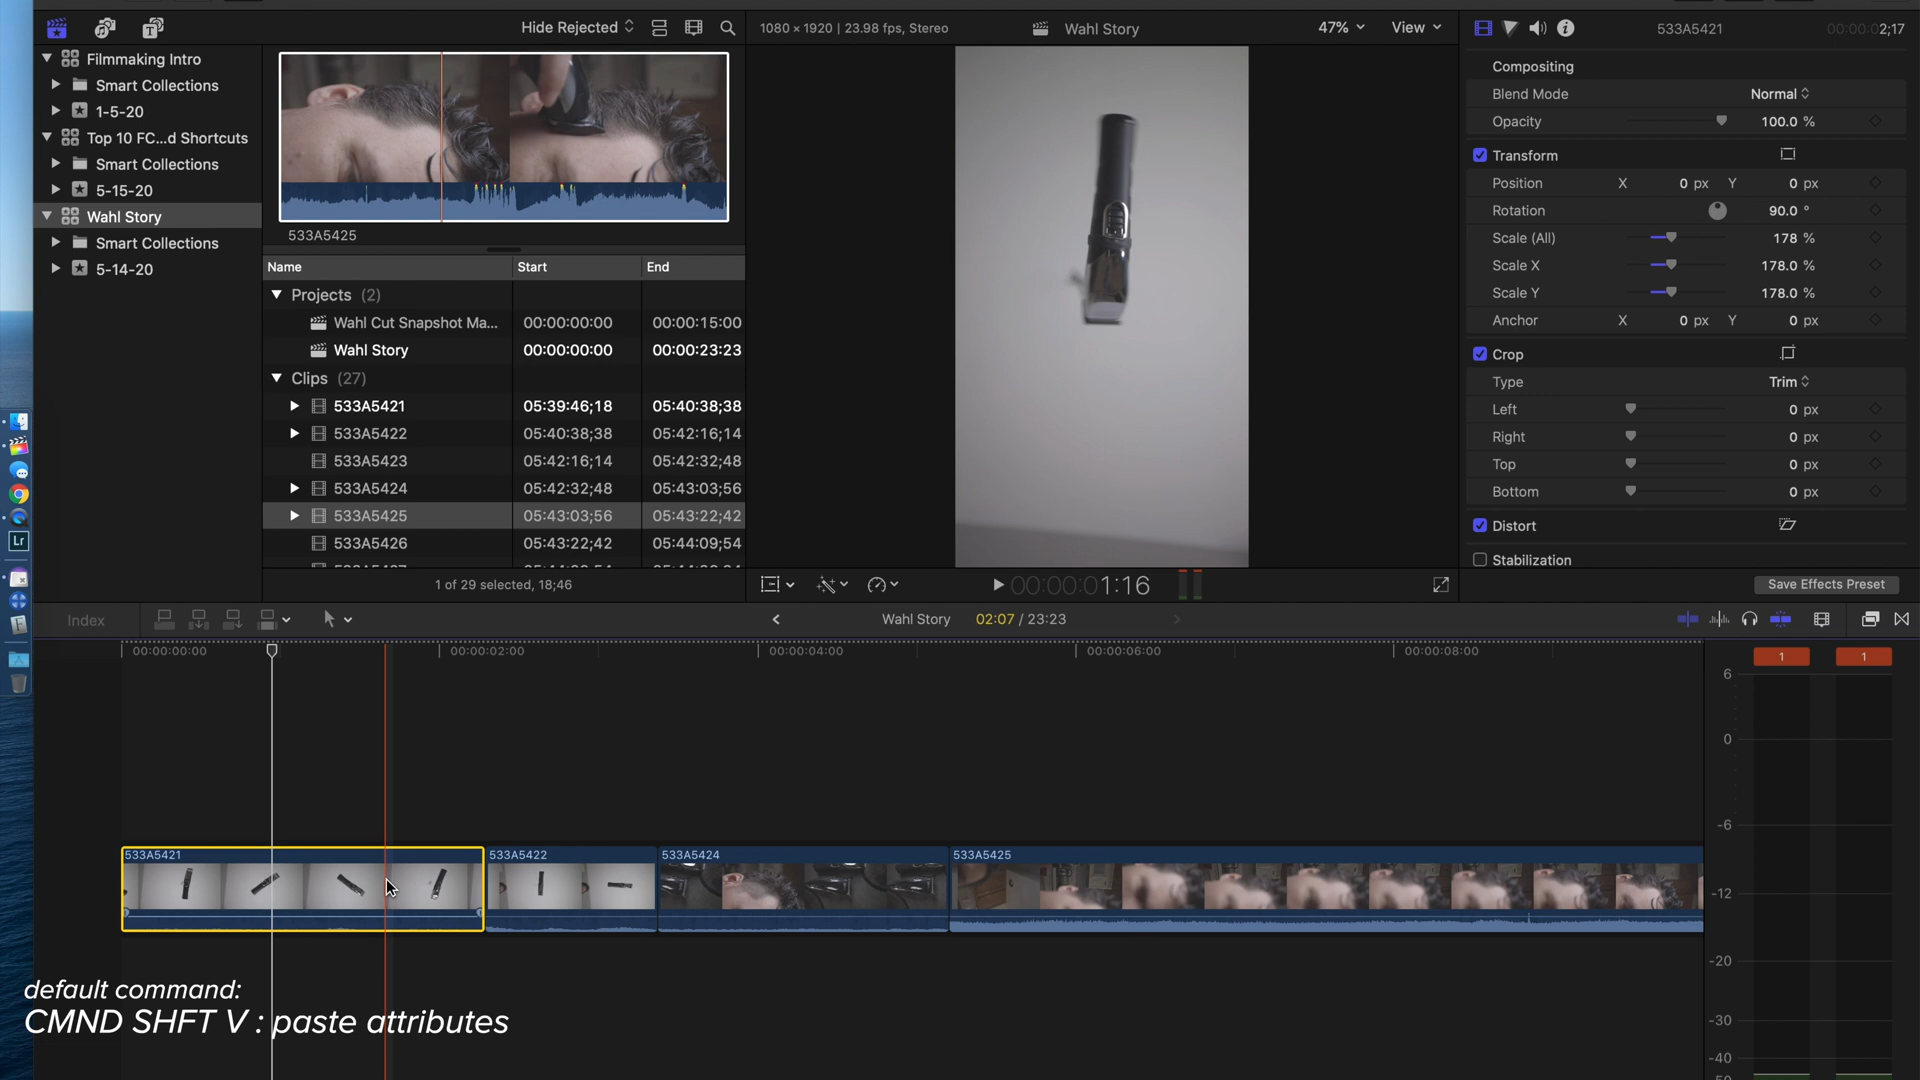 Hide Rejected
1080 × 1920 | 23.98 fps, Stereo
Wahl Story
47%
View
533A5421
00:00:02;17
Filmmaking Intro
Smart Collections
1-5-20
Top 10 FC...d Shortcuts
Smart Collections
5-15-20
Wahl Story
Smart Collections
5-14-20
533A5425
Name Start End
Projects (2)
Wahl Cut Snapshot Ma... 00:00:00:00 00:00:15:00
Wahl Story 00:00:00:00 00:00:23:23
Clips (27)
533A5421 05:39:46;18 05:40:38;38
533A5422 05:40:38;38 05:42:16;14
533A5423 05:42:16;14 05:42:32;48
533A5424 05:42:32;48 05:43:03;56
533A5425 05:43:03;56 05:43:22;42
533A5426 05:43:22;42 05:44:09;54
1 of 29 selected, 18;46
00:00:01:16
Compositing
Blend Mode Normal
Opacity 100.0 %
Transform
Position X 0 px Y 0 px
Rotation 90.0 °
Scale (All) 178 %
Scale X 178.0 %
Scale Y 178.0 %
Anchor X 0 px Y 0 px
Crop
Type Trim
Left 0 px
Right 0 px
Top 0 px
Bottom 0 px
Distort
Stabilization
Save Effects Preset
Index
Wahl Story 02:07 / 23:23
00:00:00:00
00:00:02:00
00:00:04:00
00:00:06:00
00:00:08:00
1 1
6
0
-6
-12
-20
-30
-40
533A5421
533A5422
533A5424
533A5425
Lr
default command:
CMND SHFT V : paste attributes